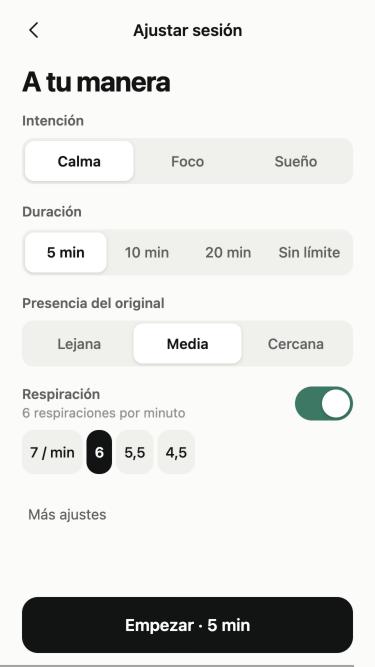 Ajustar sesión
A tu manera
Intención
Calma Foco Sueño
Duración
5 min 10 min 20 min Sin límite
Presencia del original
Lejana Media Cercana
Respiración
6 respiraciones por minuto
7 / min 6 5,5 4,5
Más ajustes
Empezar · 5 min